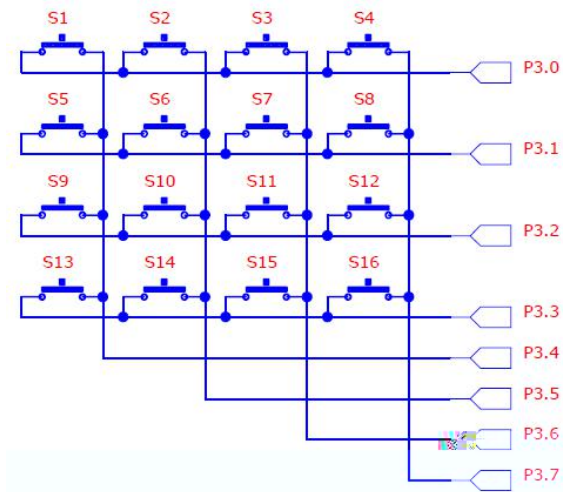 S1 S2 S3 S4
P3.0
S5 S6 S7 S8
P3.1
S9 S10 S11 S12
P3.2
S13 S14 S15 S16
P3.3
P3.4
P3.5
P3.6
P3.7